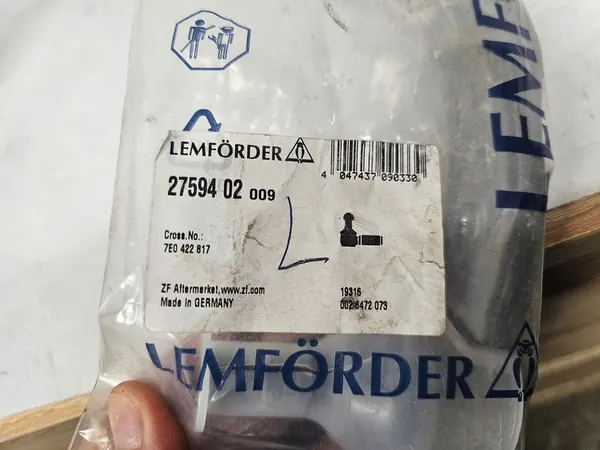 LEMFÖRDER
4 047437 090330
27594 02 009
Cross.No.:
7E0 422 817
L
ZF Aftermarket,www.zf.com
Made in GERMANY
19316
002 6472 073
LEMFÖRDER
LEMF